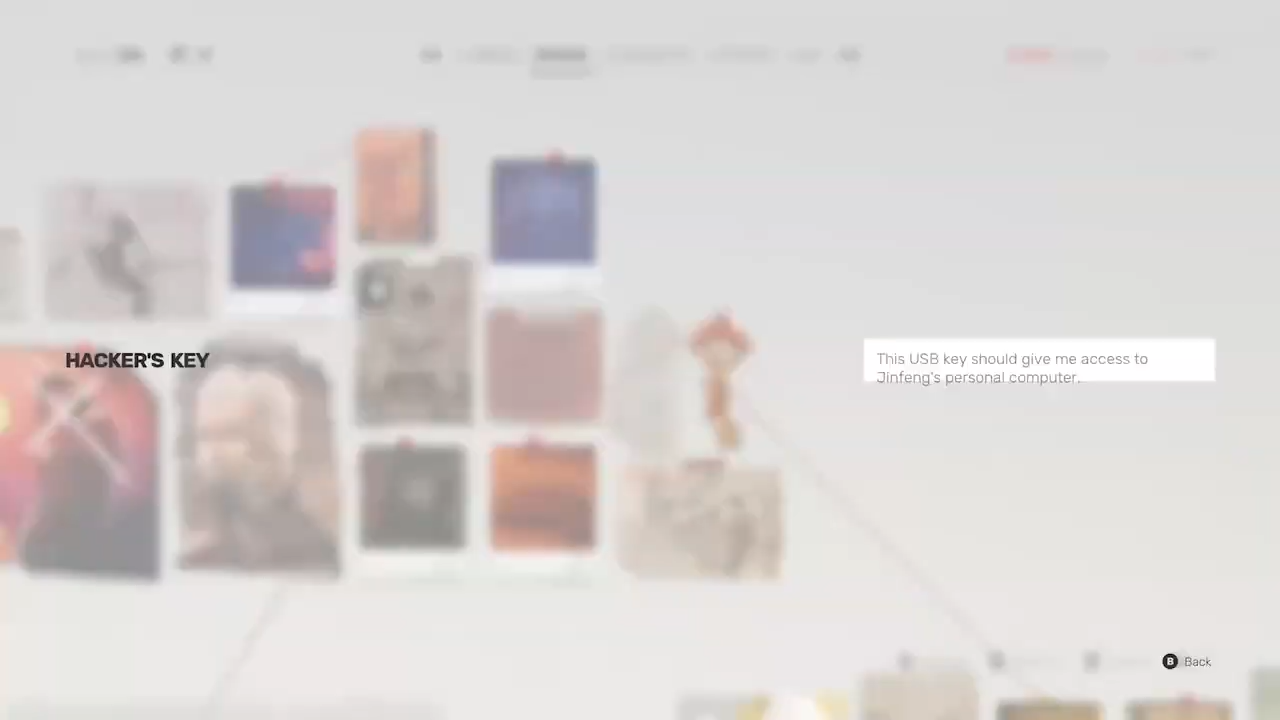 HACKER'S KEY
This USB key should give me access to
Jinfeng's personal computer.
B Back